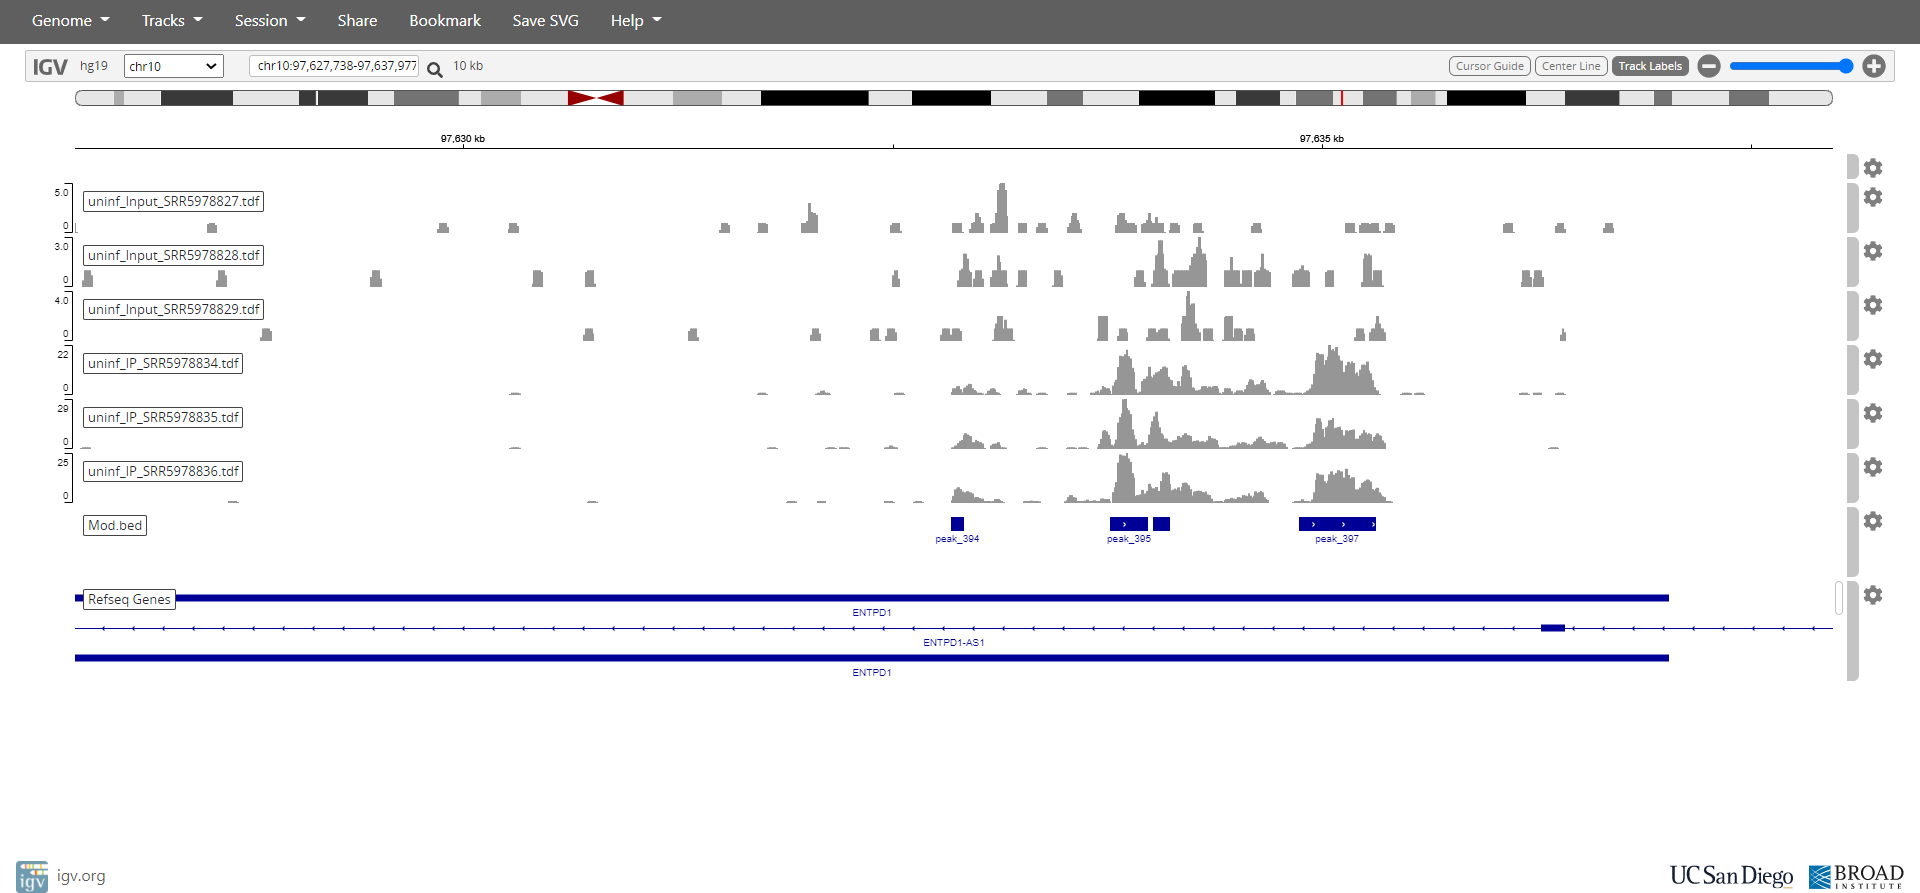 Genome Tracks Session Share Bookmark Save SVG Help
IGV hg19 chr10 chr10:97,627,738-97,637,977 10 kb Cursor Guide Center Line Track Labels
97,630 kb 97,635 kb
5.0
uninf_Input_SRR5978827.tdf
0
3.0
uninf_Input_SRR5978828.tdf
0
4.0
uninf_Input_SRR5978829.tdf
0
22
uninf_IP_SRR5978834.tdf
0
29
uninf_IP_SRR5978835.tdf
0
25
uninf_IP_SRR5978836.tdf
0
Mod.bed
peak_394 peak_395 peak_397
Refseq Genes
ENTPD1
ENTPD1-AS1
ENTPD1
igv igv.org UC San Diego BROAD
INSTITUTE